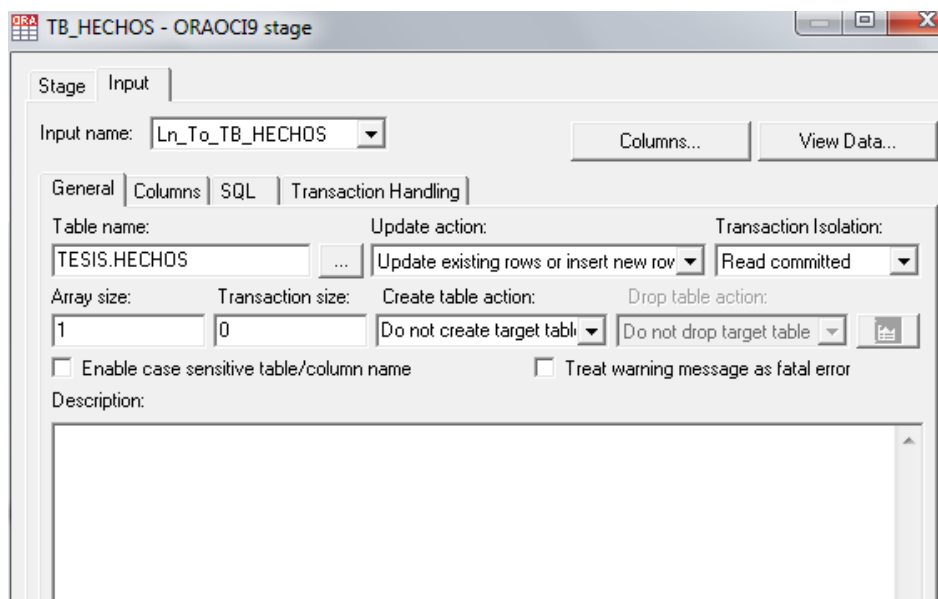 ORA TB_HECHOS - ORAOCI9 stage
Stage Input
Input name: Ln_To_TB_HECHOS Columns... View Data...
General Columns SQL Transaction Handling
Table name: Update action: Transaction Isolation:
TESIS.HECHOS ... Update existing rows or insert new rov Read committed
Array size: Transaction size: Create table action: Drop table action:
1 0 Do not create target tabl Do not drop target table
Enable case sensitive table/column name Treat warning message as fatal error
Description: